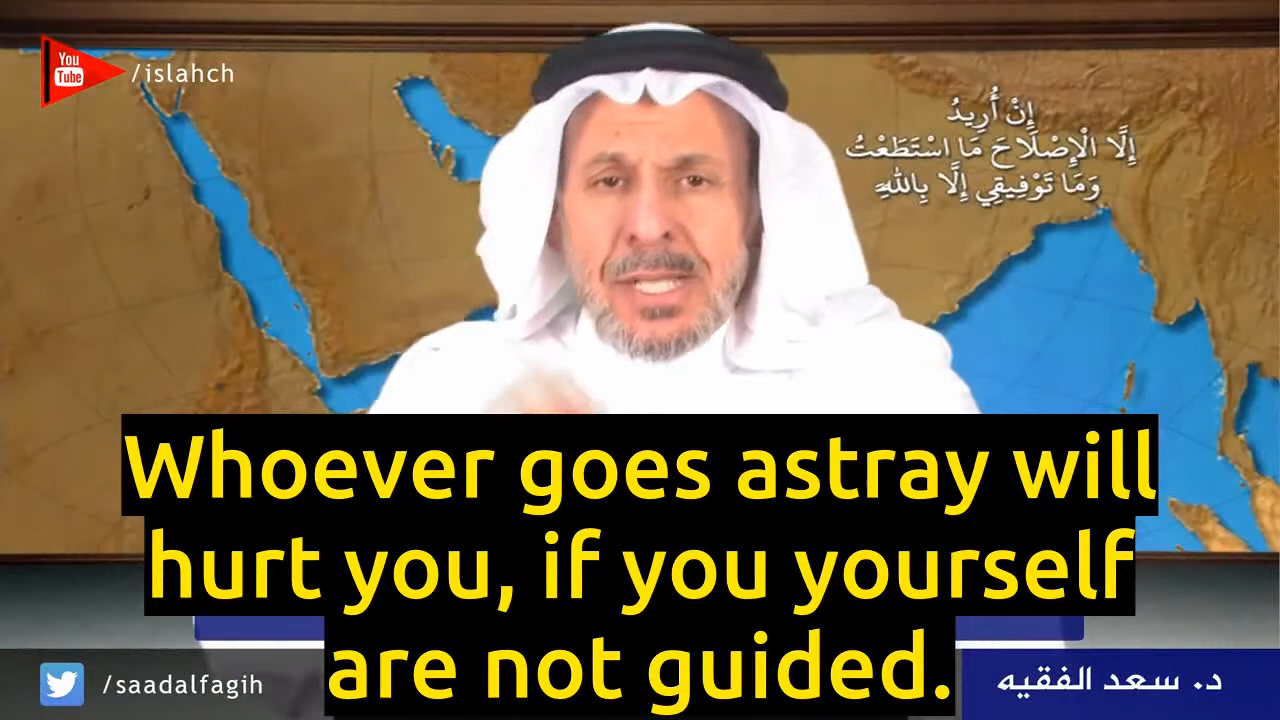 You
Tube
/islahch
إِنْ أُرِيدُ
إِلَّا الْإِصْلَاحَ مَا اسْتَطَعْتُ
وَمَا تَوْفِيقِي إِلَّا بِاللَّهِ
Whoever goes astray will
hurt you, if you yourself
are not guided.
/saadalfagih
د. سعد الفقيه